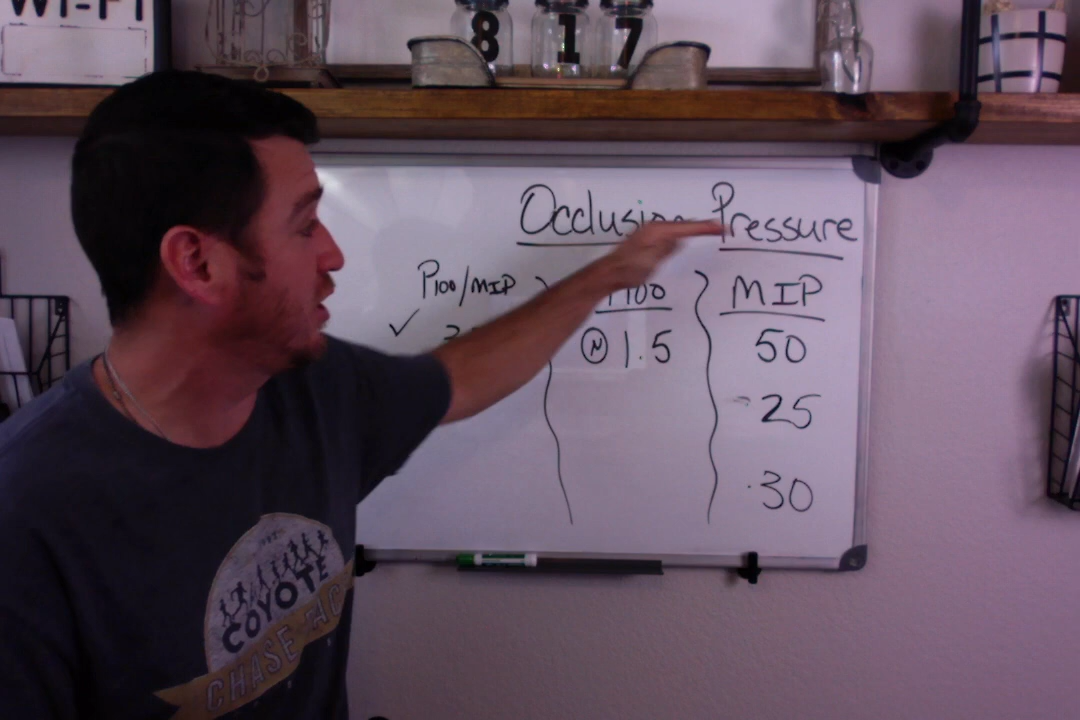 WI-FI
8 1 7
Occlusion Pressure
P100/MIP
P100
MIP
✓
Ⓝ 1.5
50
25
30
COYOTE
CHASE